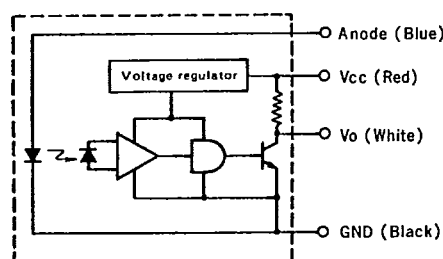 Anode (Blue)
Voltage regulator
Vcc (Red)
Vo (White)
GND (Black)